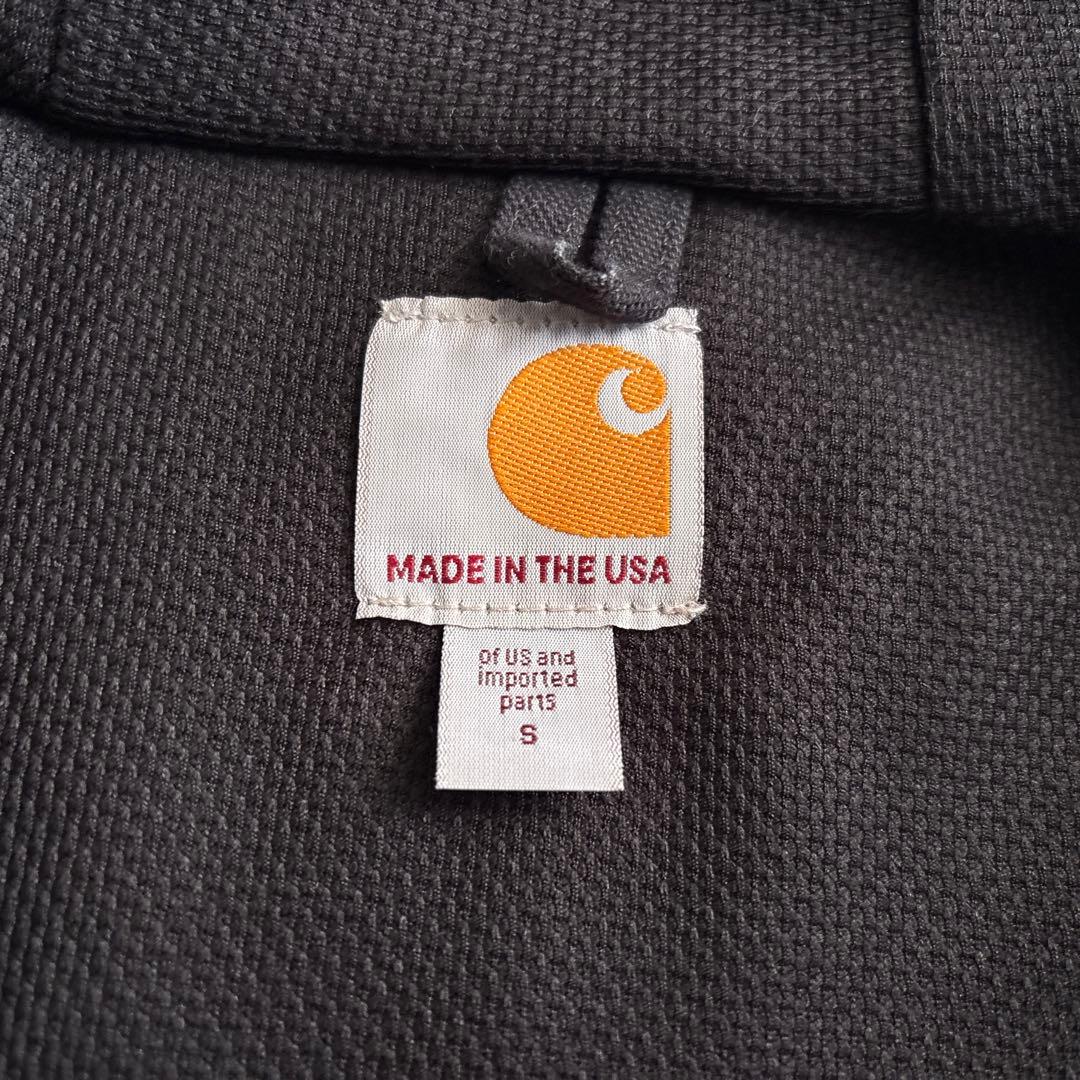 MADE IN THE USA
of US and
imported
parts
S